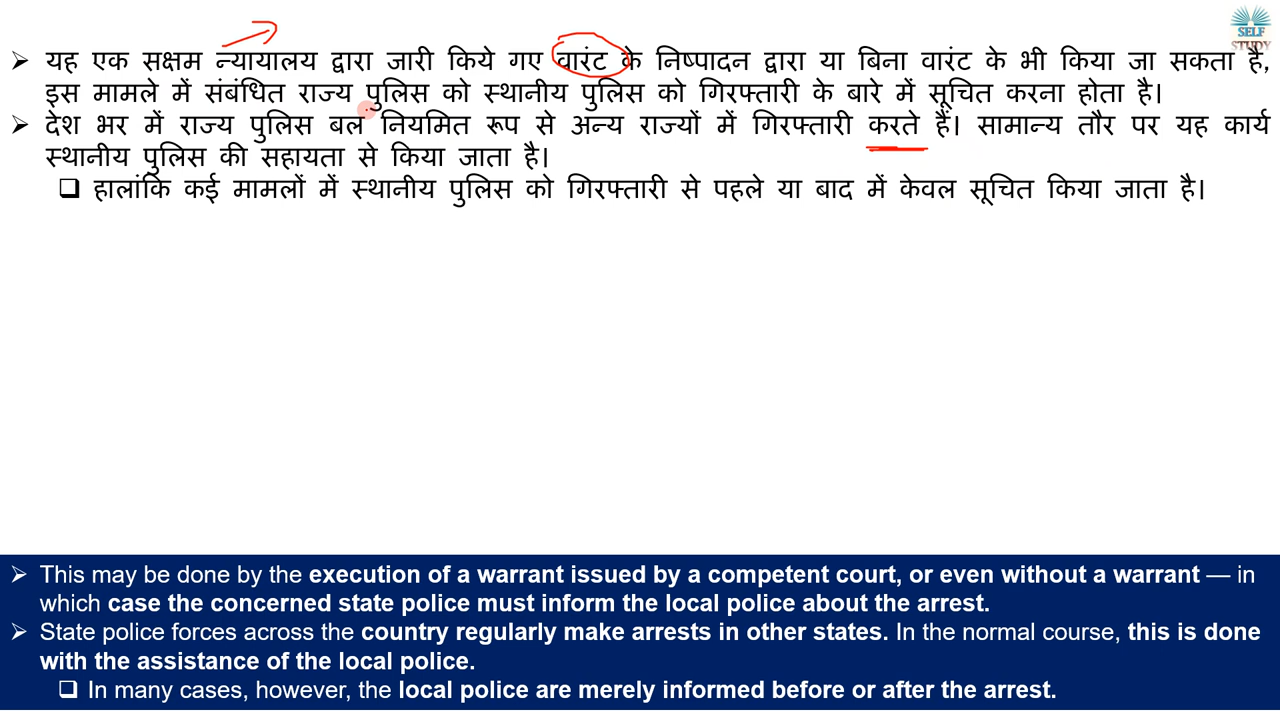 SELF
STUDY
➢ यह एक सक्षम न्यायालय द्वारा जारी किये गए वारंट के निष्पादन द्वारा या बिना वारंट के भी किया जा सकता है,
इस मामले में संबंधित राज्य पुलिस को स्थानीय पुलिस को गिरफ्तारी के बारे में सूचित करना होता है।
➢ देश भर में राज्य पुलिस बल नियमित रूप से अन्य राज्यों में गिरफ्तारी करते हैं। सामान्य तौर पर यह कार्य
स्थानीय पुलिस की सहायता से किया जाता है।
❑ हालांकि कई मामलों में स्थानीय पुलिस को गिरफ्तारी से पहले या बाद में केवल सूचित किया जाता है।
➢ This may be done by the execution of a warrant issued by a competent court, or even without a warrant — in
which case the concerned state police must inform the local police about the arrest.
➢ State police forces across the country regularly make arrests in other states. In the normal course, this is done
with the assistance of the local police.
❑ In many cases, however, the local police are merely informed before or after the arrest.